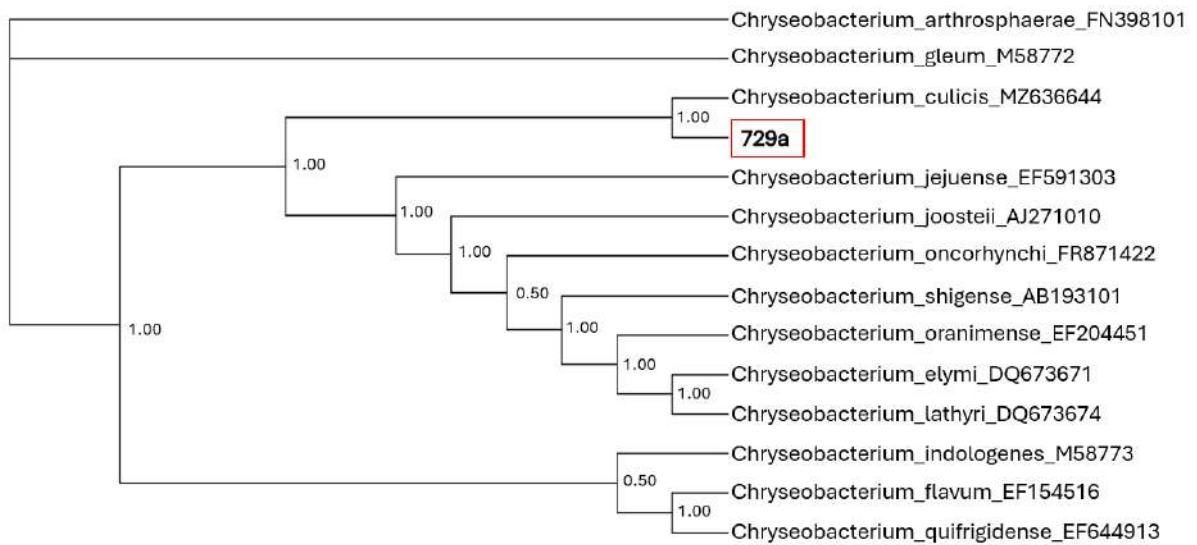 Chryseobacterium_arthrosphaerae_FN398101
Chryseobacterium_gleum_M58772
Chryseobacterium_culicis_MZ636644
1.00
729a
1.00
Chryseobacterium_jejuense_EF591303
1.00
Chryseobacterium_joosteii_AJ271010
1.00
Chryseobacterium_oncorhynchi_FR871422
0.50
Chryseobacterium_shigense_AB193101
1.00
1.00
Chryseobacterium_oranimense_EF204451
1.00
Chryseobacterium_elymi_DQ673671
1.00
Chryseobacterium_lathyri_DQ673674
Chryseobacterium_indologenes_M58773
0.50
Chryseobacterium_flavum_EF154516
1.00
Chryseobacterium_quifrigidense_EF644913